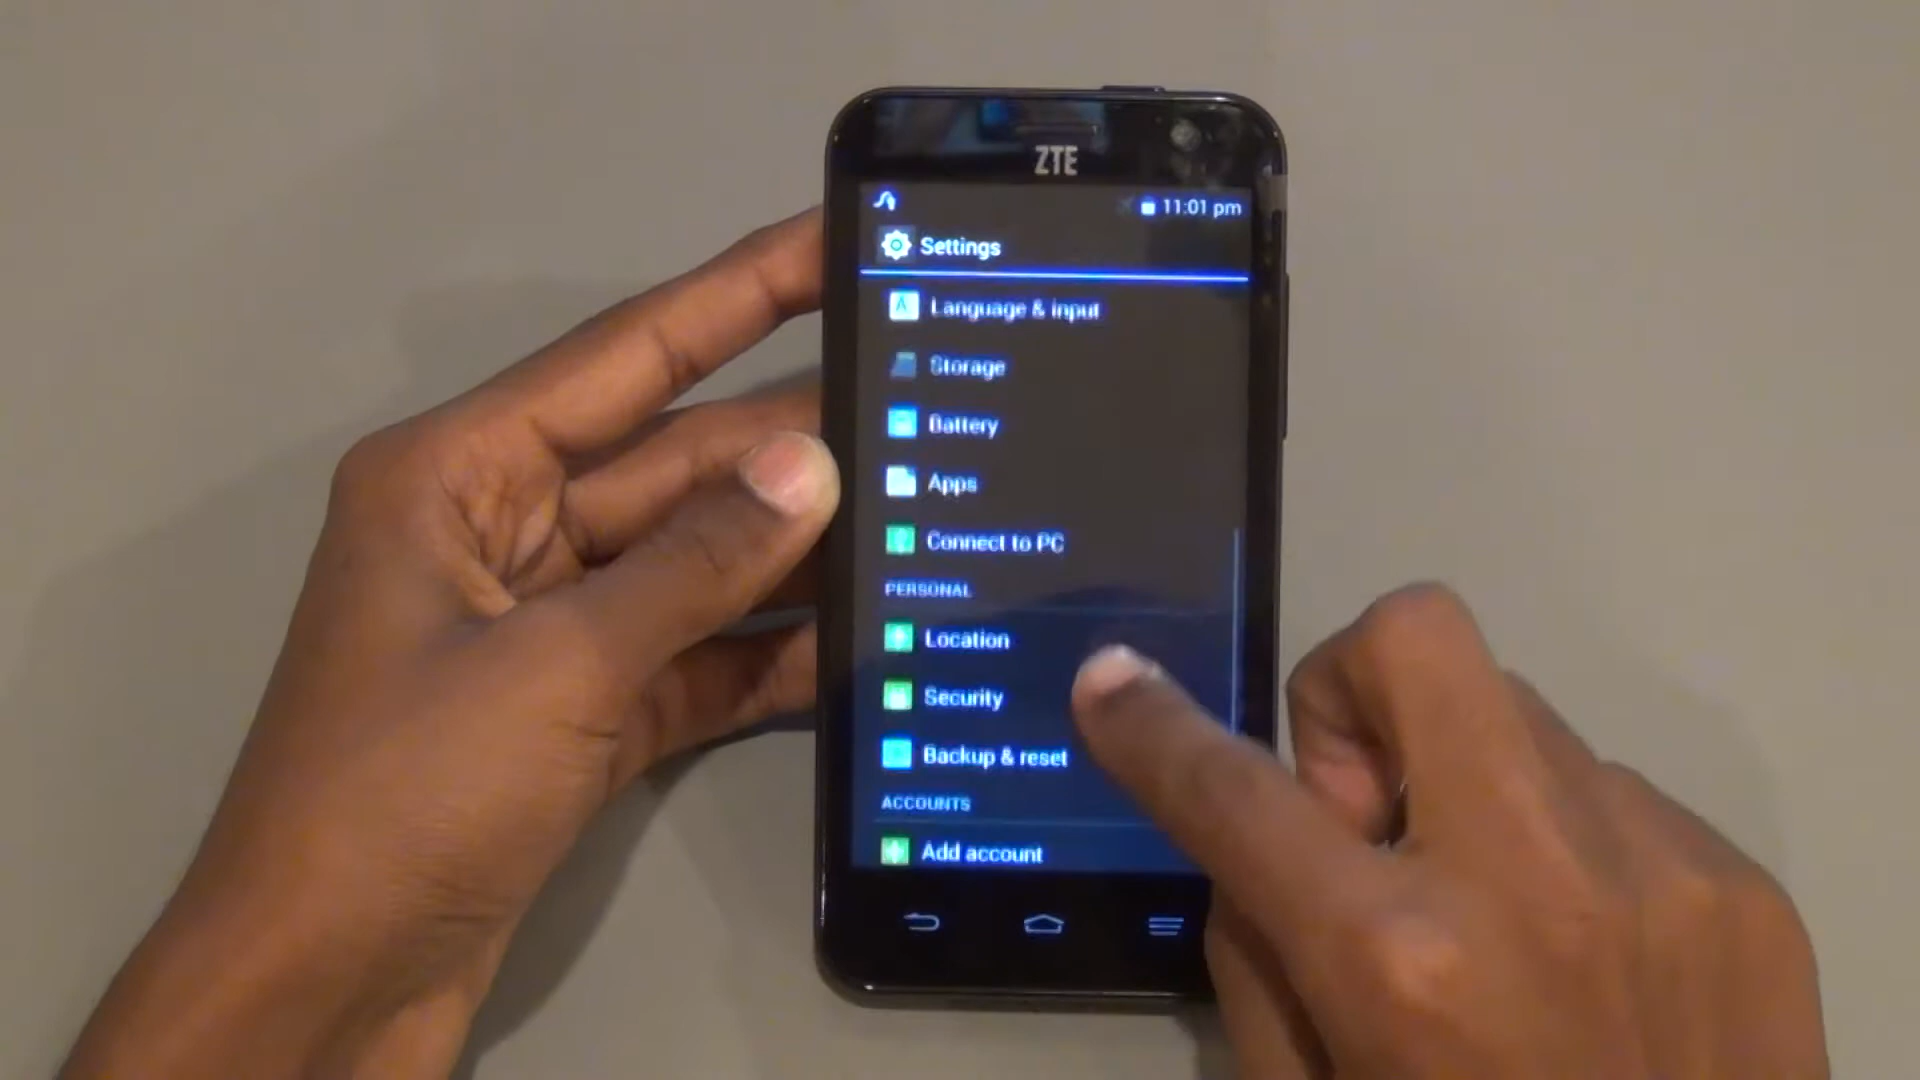 ZTE
11:01 pm
Settings
Language & input
Storage
Battery
Apps
Connect to PC
PERSONAL
Location
Security
Backup & reset
ACCOUNTS
Add account